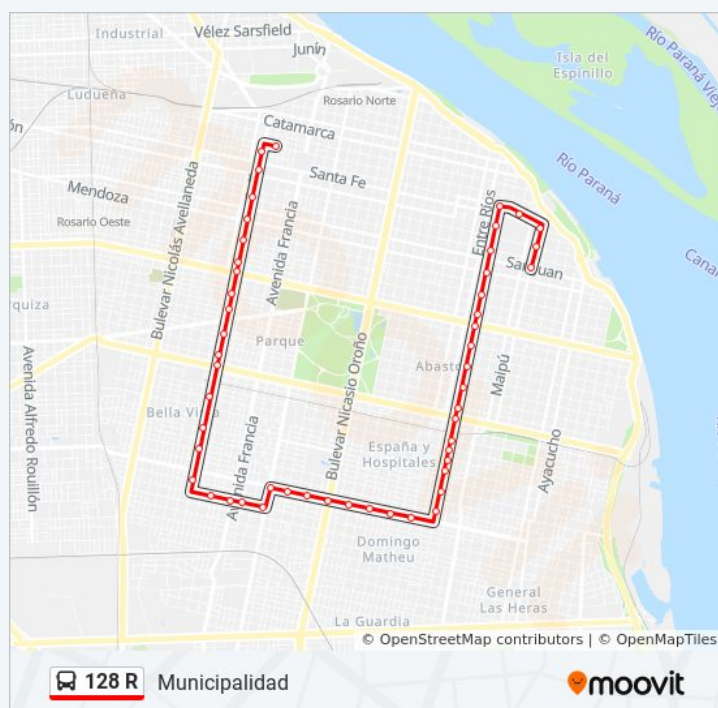 Industrial
Vélez Sarsfield
Junín
Isla del
Espinillo
Río Paraná Viej
Ludueña
Rosario Norte
Catamarca
ón
Santa Fe
Río Paraná
Mendoza
Rosario Oeste
Bulevar Nicolás Avellaneda
Avenida Francia
Entre Ríos
San Juan
Cana
rquiza
Avenida Alfredo Rouillón
Parque
Bulevar Nicasio Oroño
Abasto
Maipú
Bella Vista
Avenida Francia
España y
Hospitales
Ayacucho
Domingo
Matheu
General
Las Heras
La Guardia
© OpenStreetMap contributors | © OpenMapTiles
128 R Municipalidad
moovit